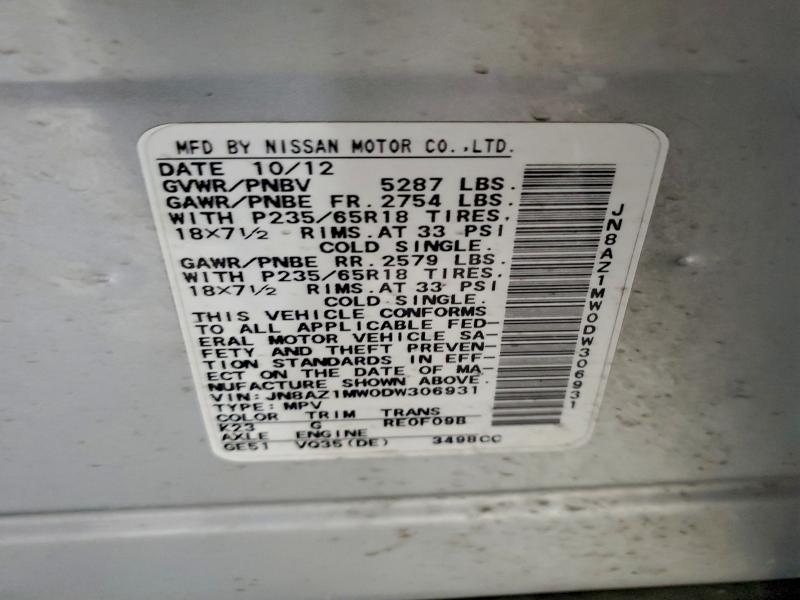 MFD BY NISSAN MOTOR CO.,LTD.
DATE 10/12
GVWR/PNBV 5287 LBS.
GAWR/PNBE FR. 2754 LBS.
WITH P235/65R18 TIRES.
18X7 1/2 RIMS. AT 33 PSI
COLD SINGLE.
GAWR/PNBE RR. 2579 LBS.
WITH P235/65R18 TIRES.
18X7 1/2 RIMS. AT 33 PSI
COLD SINGLE.
THIS VEHICLE CONFORMS
TO ALL APPLICABLE FED-
ERAL MOTOR VEHICLE SA-
FETY AND THEFT PREVEN-
TION STANDARDS IN EFF-
ECT ON THE DATE OF MA-
NUFACTURE SHOWN ABOVE.
VIN: JN8AZ1MW0DW306931
TYPE: MPV
COLOR TRIM TRANS
K23 G RE0F09B
AXLE ENGINE
GE51 VQ35(DE) 3498CC
JN8AZ1MW0DW306931